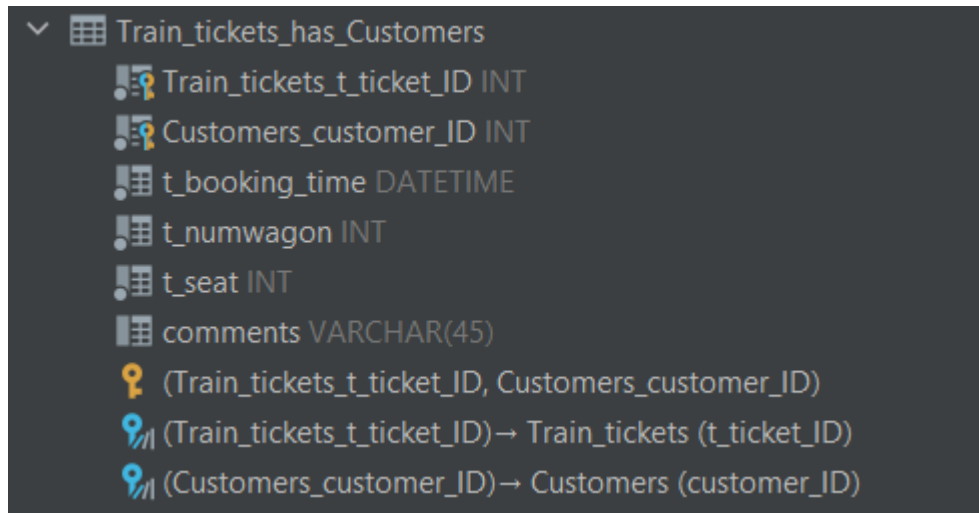 Train_tickets_has_Customers
Train_tickets_t_ticket_ID INT
Customers_customer_ID INT
t_booking_time DATETIME
t_numwagon INT
t_seat INT
comments VARCHAR(45)
(Train_tickets_t_ticket_ID, Customers_customer_ID)
(Train_tickets_t_ticket_ID)→ Train_tickets (t_ticket_ID)
(Customers_customer_ID)→ Customers (customer_ID)